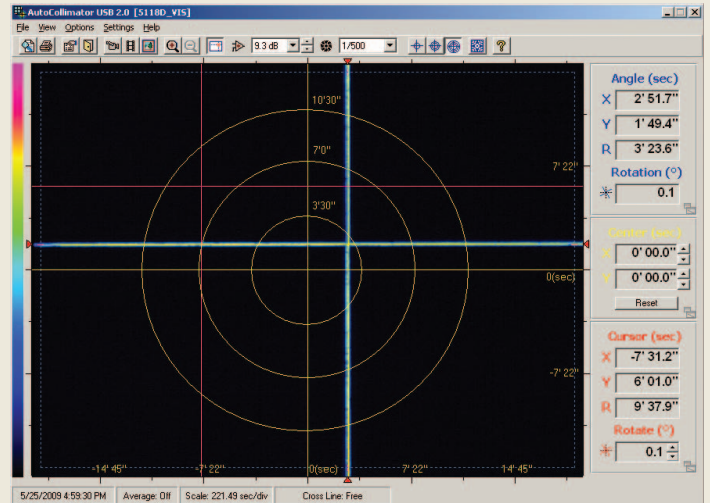 AutoCollimator USB 2.0 [5118D_VIS]
File View Options Settings Help
9.3 dB 1/500 ?
10'30"
7'0"
3'30"
7' 22"
0(sec)
-7' 22"
-14' 45" -7' 22" 0(sec) 7' 22" 14' 45"
Angle (sec)
X 2' 51.7"
Y 1' 49.4"
R 3' 23.6"
Rotation (°)
0.1
Center (sec)
X 0' 00.0"
Y 0' 00.0"
Reset
Cursor (sec)
X -7' 31.2"
Y 6' 01.0"
R 9' 37.9"
Rotate (°)
0.1
5/25/2009 4:59:30 PM Average: Off Scale: 221.49 sec/div Cross Line: Free